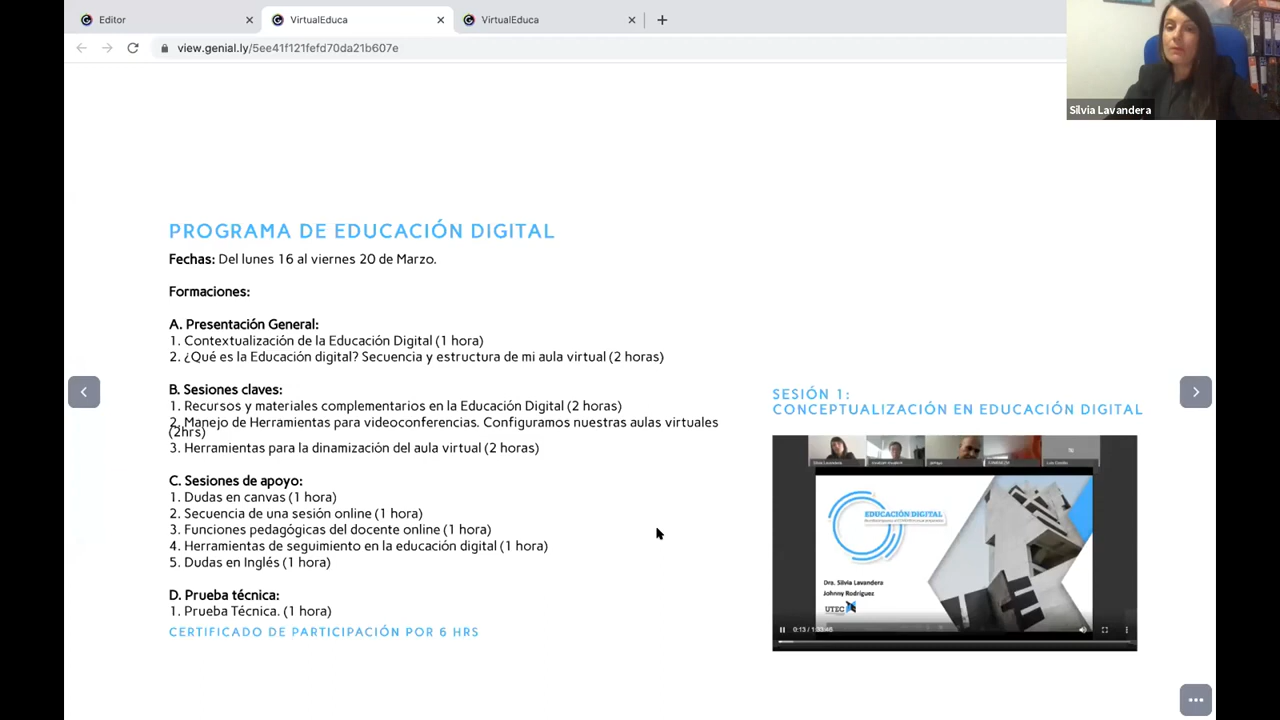 Editor
VirtualEduca
VirtualEduca
view.genial.ly/5ee41f121fefd70da21b607e
Silvia Lavandera
PROGRAMA DE EDUCACIÓN DIGITAL
Fechas: Del lunes 16 al viernes 20 de Marzo.
Formaciones:
A. Presentación General:
1. Contextualización de la Educación Digital (1 hora)
2. ¿Qué es la Educación digital? Secuencia y estructura de mi aula virtual (2 horas)
B. Sesiones claves:
1. Recursos y materiales complementarios en la Educación Digital (2 horas)
2. Manejo de Herramientas para videoconferencias. Configuramos nuestras aulas virtuales
(2hrs)
3. Herramientas para la dinamización del aula virtual (2 horas)
C. Sesiones de apoyo:
1. Dudas en canvas (1 hora)
2. Secuencia de una sesión online (1 hora)
3. Funciones pedagógicas del docente online (1 hora)
4. Herramientas de seguimiento en la educación digital (1 hora)
5. Dudas en Inglés (1 hora)
D. Prueba técnica:
1. Prueba Técnica. (1 hora)
CERTIFICADO DE PARTICIPACIÓN POR 6 HRS
SESIÓN 1:
CONCEPTUALIZACIÓN EN EDUCACIÓN DIGITAL
EDUCACIÓN DIGITAL
Dra. Silvia Lavandera
Johnny Rodríguez
UTEC
0:13 / 1:33:46